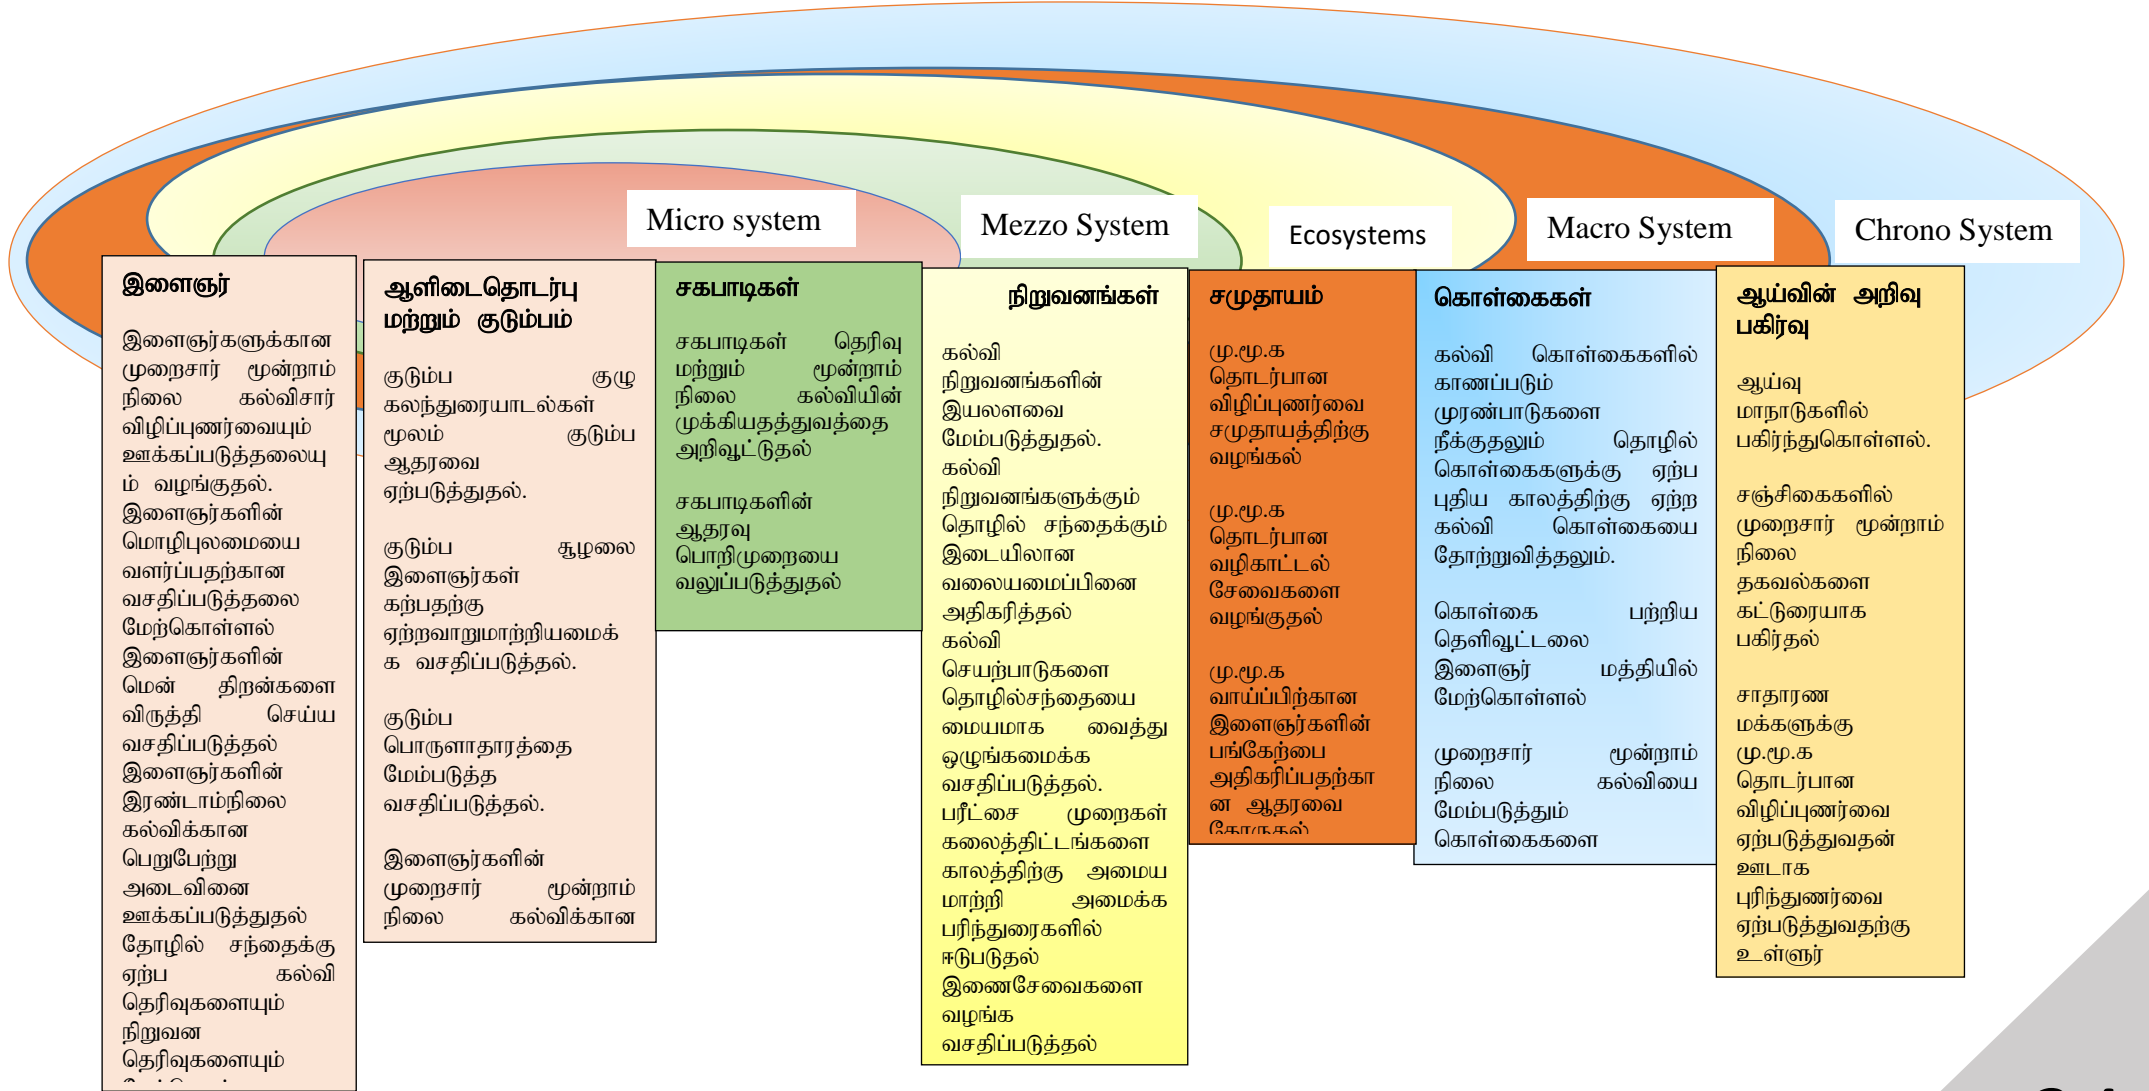 Micro system
Mezzo System
Ecosystems
Macro System
Chrono System
இளைஞர்
இளைஞர்களுக்கான
முறைசார் மூன்றாம்
நிலை கல்விசார்
விழிப்புணர்வையும்
ஊக்கப்படுத்தலையு
ம் வழங்குதல்.
இளைஞர்களின்
மொழிபுலமையை
வளர்ப்பதற்கான
வசதிப்படுத்தலை
மேற்கொள்ளல்
இளைஞர்களின்
மென் திறன்களை
விருத்தி செய்ய
வசதிப்படுத்தல்
இளைஞர்களின்
இரண்டாம்நிலை
கல்விக்கான
பெறுபேற்று
அடைவினை
ஊக்கப்படுத்துதல்
தோழில் சந்தைக்கு
ஏற்ப கல்வி
தெரிவுகளையும்
நிறுவன
தெரிவுகளையும்
ஆளிடைதொடர்பு
மற்றும் குடும்பம்
குடும்ப குழு
கலந்துரையாடல்கள்
மூலம் குடும்ப
ஆதரவை
ஏற்படுத்துதல்.
குடும்ப சூழலை
இளைஞர்கள்
கற்பதற்கு
ஏற்றவாறுமாற்றியமைக்
க வசதிப்படுத்தல்.
குடும்ப
பொருளாதாரத்தை
மேம்படுத்த
வசதிப்படுத்தல்.
இளைஞர்களின்
முறைசார் மூன்றாம்
நிலை கல்விக்கான
சகபாடிகள்
சகபாடிகள் தெரிவு
மற்றும் மூன்றாம்
நிலை கல்வியின்
முக்கியதத்துவத்தை
அறிவூட்டுதல்
சகபாடிகளின்
ஆதரவு
பொறிமுறையை
வலுப்படுத்துதல்
நிறுவனங்கள்
கல்வி
நிறுவனங்களின்
இயலளவை
மேம்படுத்துதல்.
கல்வி
நிறுவனங்களுக்கும்
தொழில் சந்தைக்கும்
இடையிலான
வலையமைப்பினை
அதிகரித்தல்
கல்வி
செயற்பாடுகளை
தொழில்சந்தையை
மையமாக வைத்து
ஒழுங்கமைக்க
வசதிப்படுத்தல்.
பரீட்சை முறைகள்
கலைத்திட்டங்களை
காலத்திற்கு அமைய
மாற்றி அமைக்க
பரிந்துரைகளில்
ஈடுபடுதல்
இணைசேவைகளை
வழங்க
வசதிப்படுத்தல்
சமுதாயம்
மு.மூ.க
தொடர்பான
விழிப்புணர்வை
சமுதாயத்திற்கு
வழங்கல்
மு.மூ.க
தொடர்பான
வழிகாட்டல்
சேவைகளை
வழங்குதல்
மு.மூ.க
வாய்ப்பிற்கான
இளைஞர்களின்
பங்கேற்பை
அதிகரிப்பதற்கா
ன ஆதரவை
கோருதல்
கொள்கைகள்
கல்வி கொள்கைகளில்
காணப்படும்
முரண்பாடுகளை
நீக்குதலும் தொழில்
கொள்கைகளுக்கு ஏற்ப
புதிய காலத்திற்கு ஏற்ற
கல்வி கொள்கையை
தோற்றுவித்தலும்.
கொள்கை பற்றிய
தெளிவூட்டலை
இளைஞர் மத்தியில்
மேற்கொள்ளல்
முறைசார் மூன்றாம்
நிலை கல்வியை
மேம்படுத்தும்
கொள்கைகளை
ஆய்வின் அறிவு
பகிர்வு
ஆய்வு
மாநாடுகளில்
பகிர்ந்துகொள்ளல்.
சஞ்சிகைகளில்
முறைசார் மூன்றாம்
நிலை
தகவல்களை
கட்டுரையாக
பகிர்தல்
சாதாரண
மக்களுக்கு
மு.மூ.க
தொடர்பான
விழிப்புணர்வை
ஏற்படுத்துவதன்
ஊடாக
புரிந்துணர்வை
ஏற்படுத்துவதற்கு
உள்ளுர்